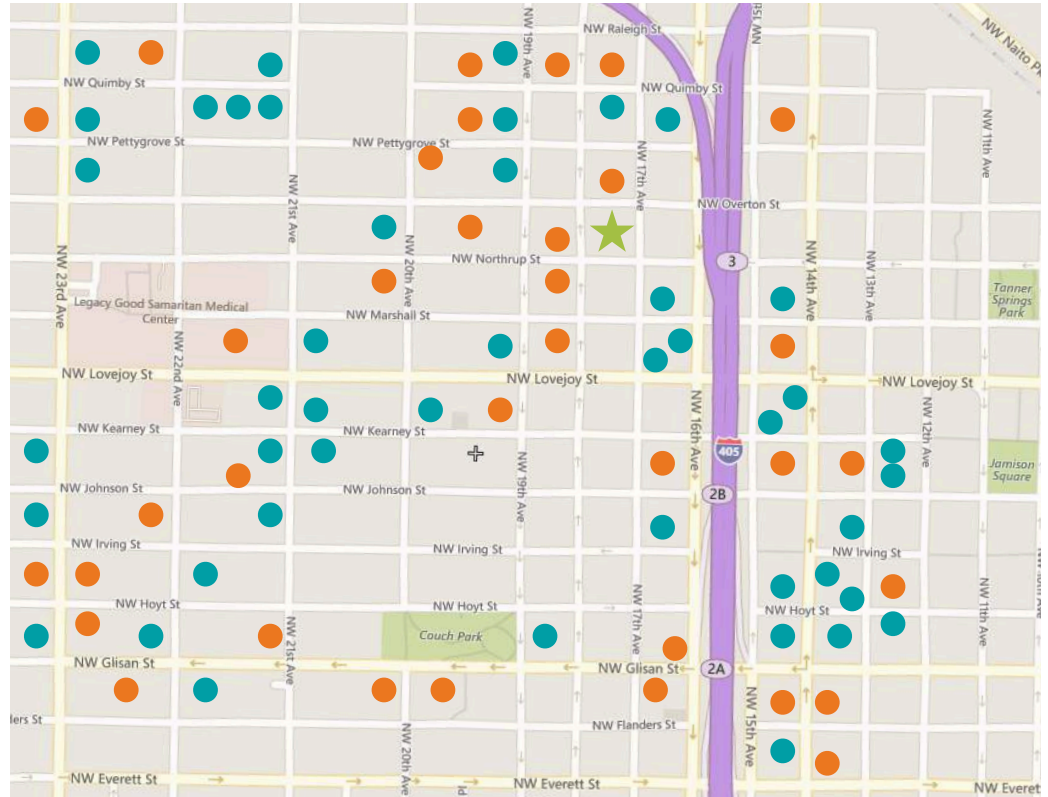 NW Raleigh St
NW 19th Ave
NW Naito
NW Quimby St
NW Quimby St
NW Pettygrove St
NW Pettygrove St
NW 17th Ave
NW 11th Ave
NW 21st Ave
NW Overton St
NW 23rd Ave
NW 20th Ave
NW Northrup St
3
NW 14th Ave
NW 13th Ave
Legacy Good Samaritan Medical
Center
NW Marshall St
Tanner
Springs
Park
NW 22nd Ave
NW Lovejoy St
NW Lovejoy St
NW Lovejoy St
NW 16th Ave
NW 12th Ave
NW Kearney St
NW Kearney St
405
Jamison
Square
NW 19th Ave
NW Johnson St
NW Johnson St
2B
NW Irving St
NW Irving St
NW Irving St
NW Hoyt St
NW Hoyt St
NW Hoyt St
NW 17th Ave
NW 11th Ave
NW 21st Ave
Couch Park
NW Glisan St
NW Glisan St
2A
lers St
NW Flanders St
NW 15th Ave
NW 20th Ave
NW Everett St
NW Everett St
NW Everet